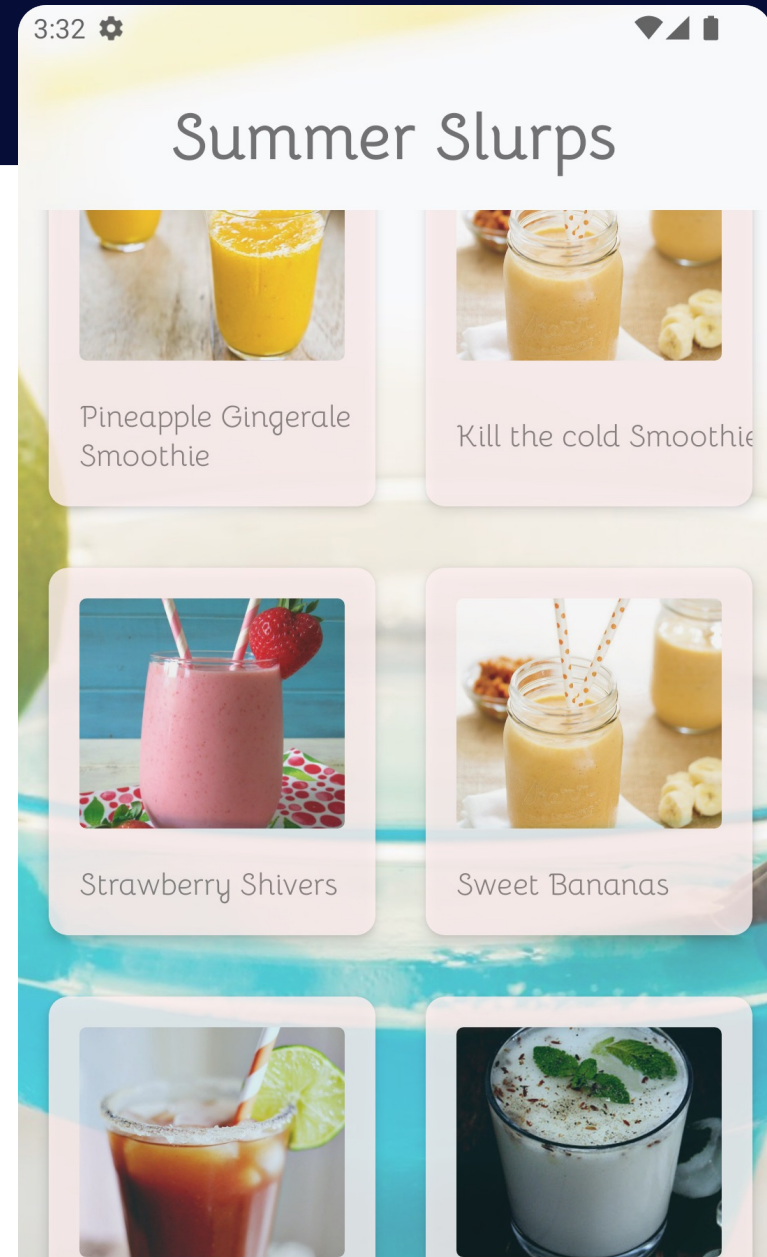 3:32
Summer Slurps
Pineapple Gingerale
Smoothie
Kill the cold Smoothie
Strawberry Shivers
Sweet Bananas